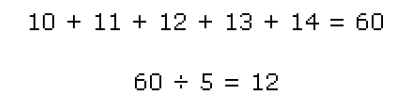 10 + 11 + 12 + 13 + 14 = 60
60 ÷ 5 = 12